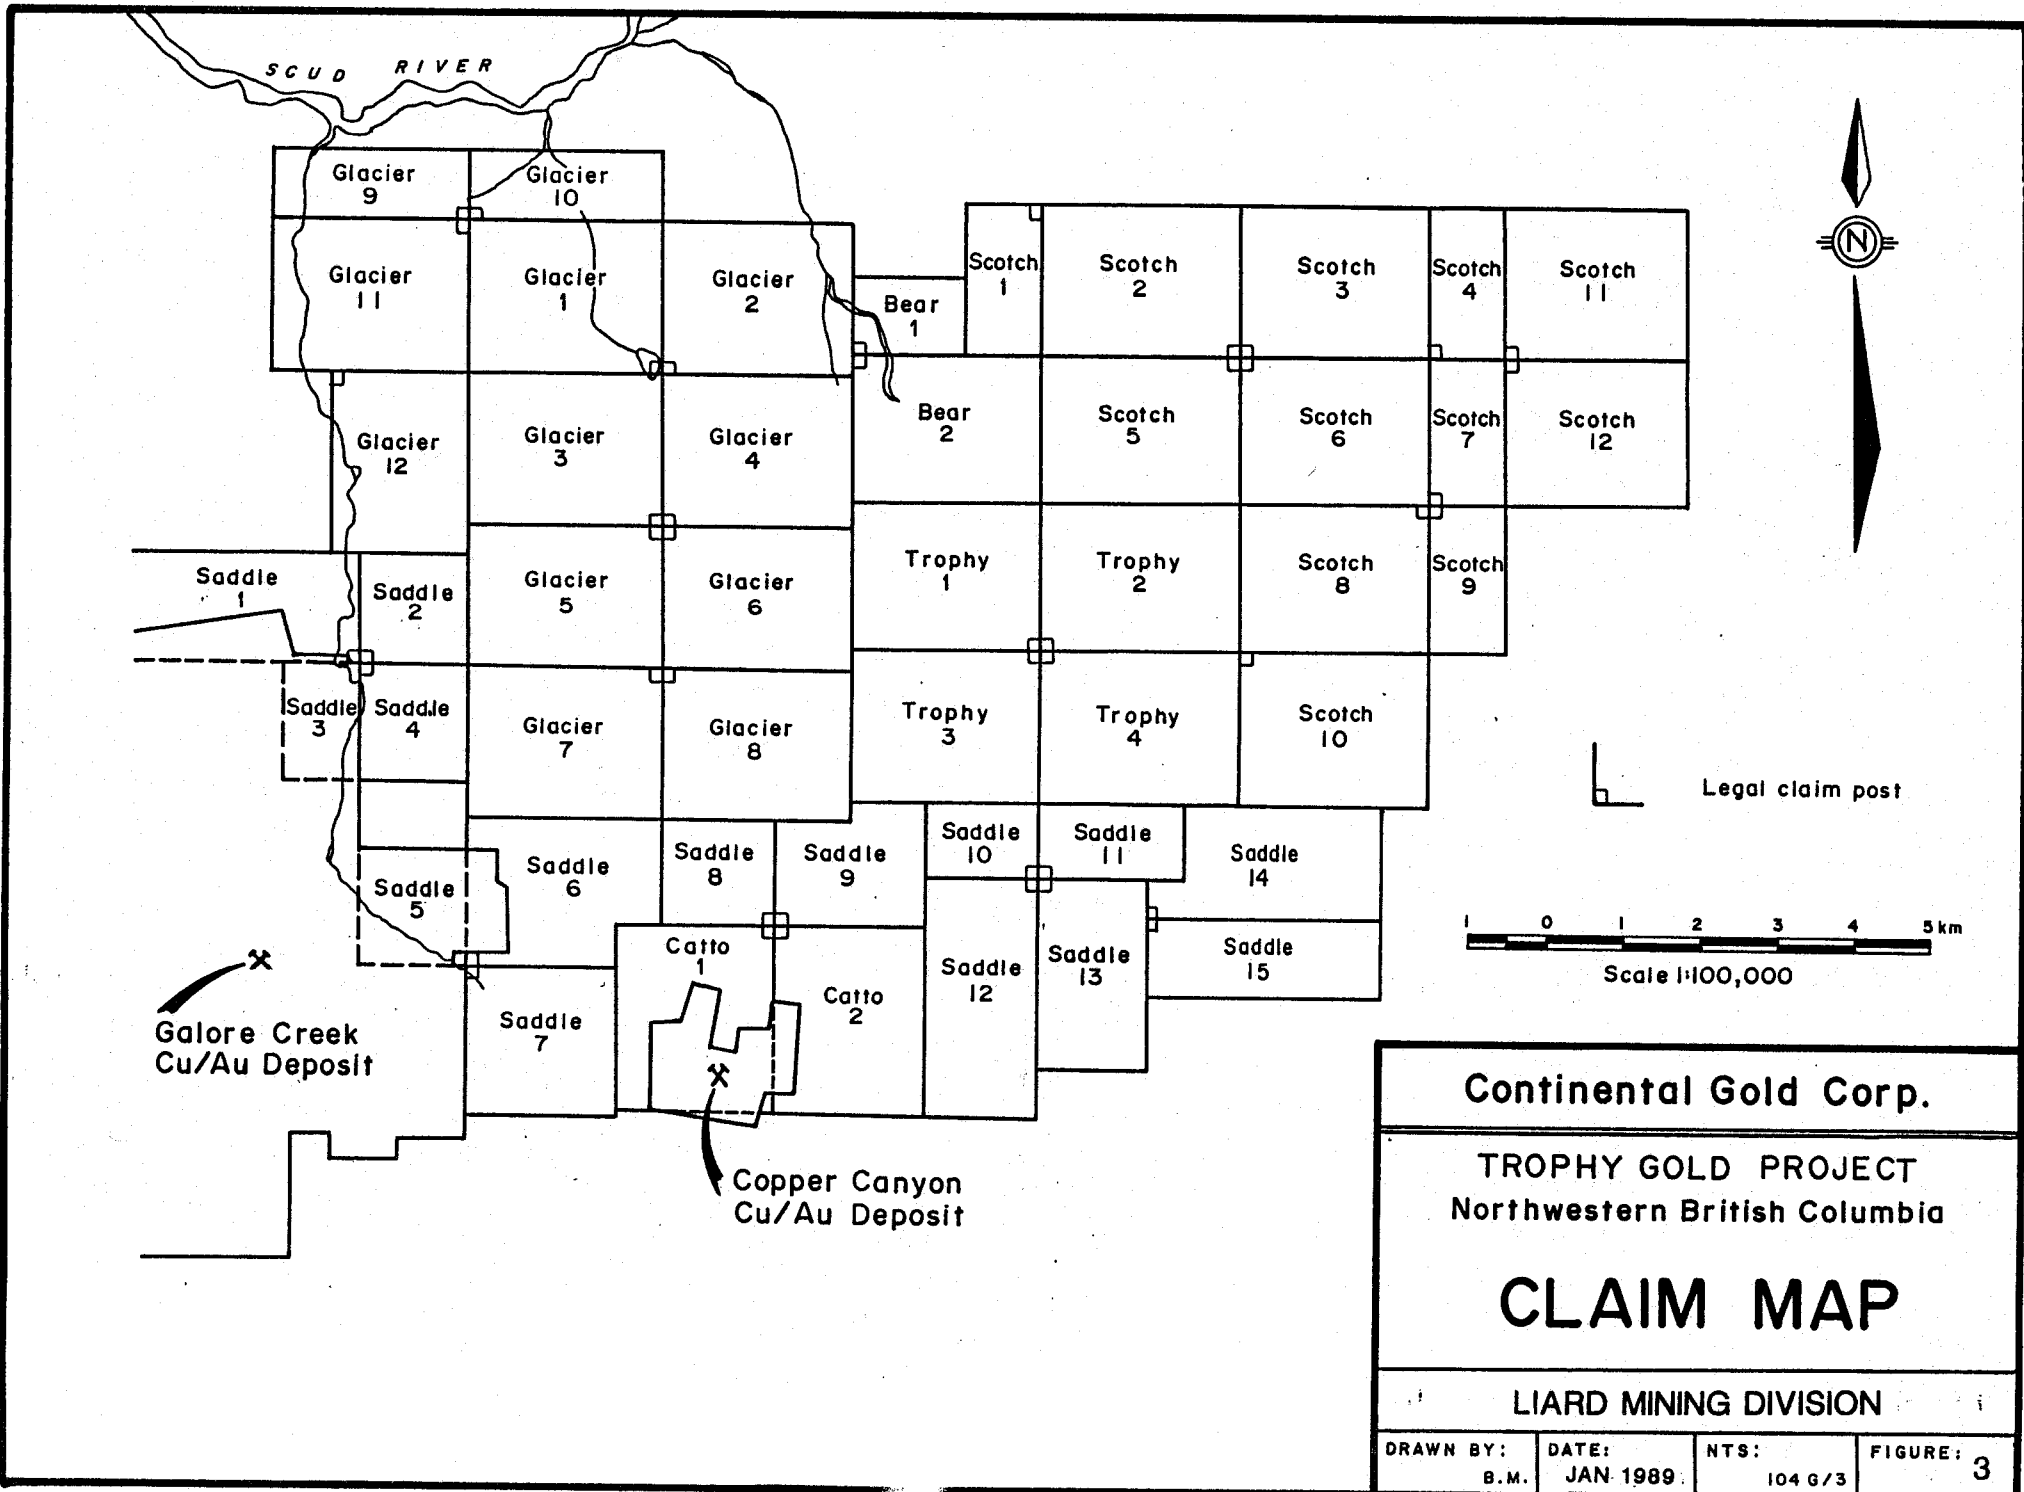 SCUD RIVER
Glacier
9
Glacier
10
Glacier
11
Glacier
1
Glacier
2
Bear
1
Scotch
1
Scotch
2
Scotch
3
Scotch
4
Scotch
11
N
Glacier
12
Glacier
3
Glacier
4
Bear
2
Scotch
5
Scotch
6
Scotch
7
Scotch
12
Saddle
1
Saddle
2
Glacier
5
Glacier
6
Trophy
1
Trophy
2
Scotch
8
Scotch
9
Saddle
3
Saddle
4
Glacier
7
Glacier
8
Trophy
3
Trophy
4
Scotch
10
Legal claim post
Saddle
5
Saddle
6
Saddle
8
Saddle
9
Saddle
10
Saddle
11
Saddle
14
1 0 1 2 3 4 5 km
Scale 1:100,000
Saddle
7
Catto
1
Catto
2
Saddle
12
Saddle
13
Saddle
15
Galore Creek
Cu/Au Deposit
Copper Canyon
Cu/Au Deposit
Continental Gold Corp.
TROPHY GOLD PROJECT
Northwestern British Columbia
CLAIM MAP
LIARD MINING DIVISION
DRAWN BY:
B.M.
DATE:
JAN 1989
NTS:
104 G/3
FIGURE: 3